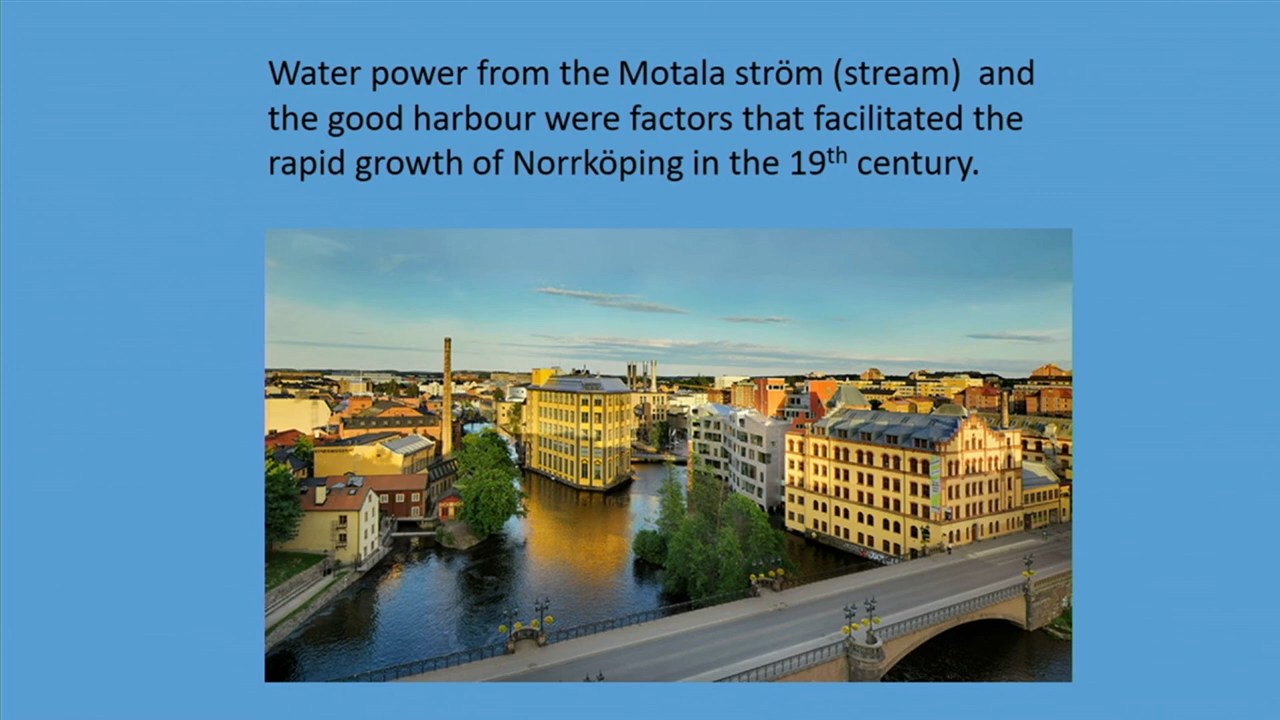 Water power from the Motala ström (stream)  and
the good harbour were factors that facilitated the
rapid growth of Norrköping in the 19th century.